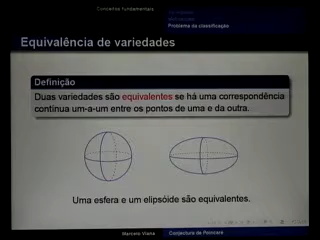 Conceitos fundamentais
Problema da classificação
Equivalência de variedades
Definição
Duas variedades são equivalentes se há uma correspondência
contínua um-a-um entre os pontos de uma e da outra.
Uma esfera e um elipsóide são equivalentes.
Marcelo Viana
Conjectura de Poincaré